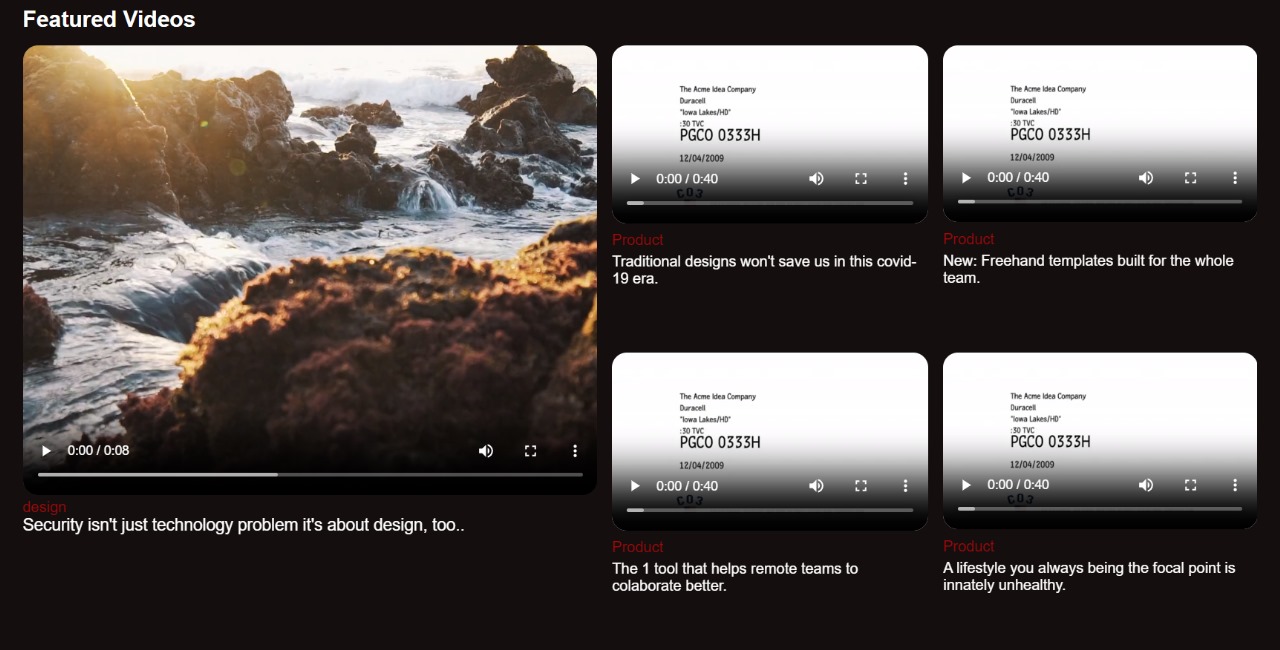 Featured Videos
0:00 / 0:08
design
Security isn't just technology problem it's about design, too..
The Acme Idea Company
Duracell
"Iowa Lakes/HD"
:30 TVC
PGCO 0333H
12/04/2009
0:00 / 0:40
C03
Product
Traditional designs won't save us in this covid-
19 era.
The Acme Idea Company
Duracell
"Iowa Lakes/HD"
:30 TVC
PGCO 0333H
12/04/2009
0:00 / 0:40
C03
Product
New: Freehand templates built for the whole
team.
The Acme Idea Company
Duracell
"Iowa Lakes/HD"
:30 TVC
PGCO 0333H
12/04/2009
0:00 / 0:40
C03
Product
The 1 tool that helps remote teams to
colaborate better.
The Acme Idea Company
Duracell
"Iowa Lakes/HD"
:30 TVC
PGCO 0333H
12/04/2009
0:00 / 0:40
C03
Product
A lifestyle you always being the focal point is
innately unhealthy.